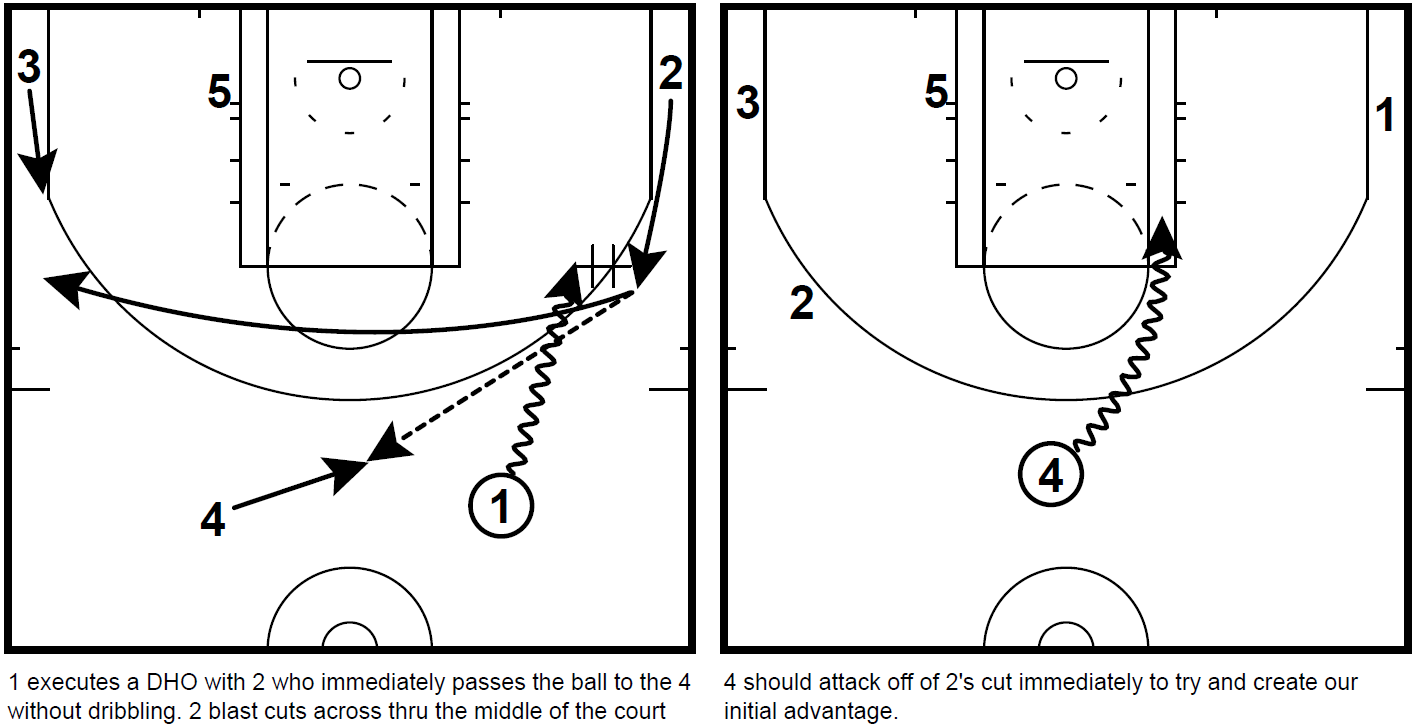 3
5
2
4
1
3
5
1
2
4
1 executes a DHO with 2 who immediately passes the ball to the 4
without dribbling. 2 blast cuts across thru the middle of the court
4 should attack off of 2's cut immediately to try and create our
initial advantage.